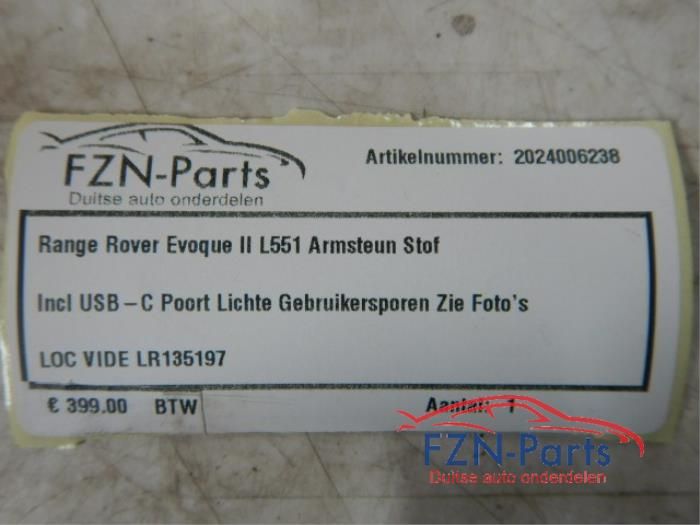 FZN-Parts
Duitse auto onderdelen
Artikelnummer: 2024006238
Range Rover Evoque II L551 Armsteun Stof
Incl USB – C Poort Lichte Gebruikersporen Zie Foto's
LOC VIDE LR135197
€ 399.00 BTW
Aantal: 1
FZN-Parts
Duitse auto onderdelen